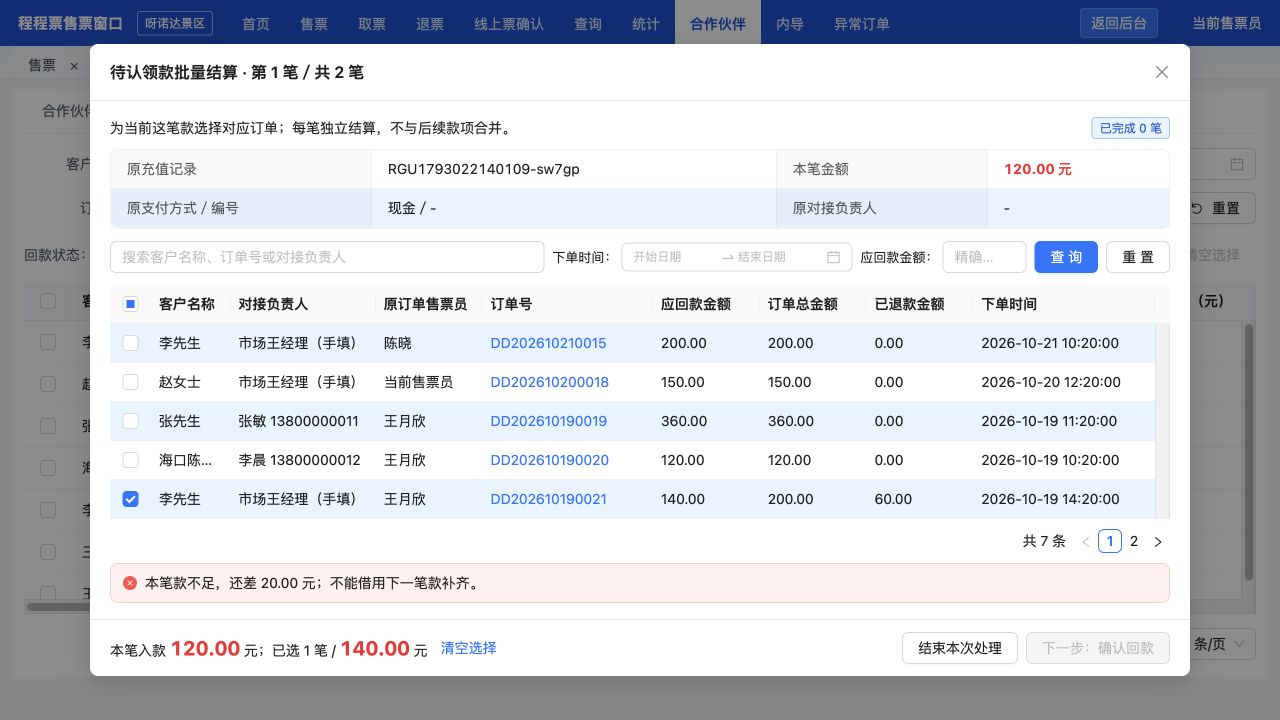 程程票售票窗口 呀诺达景区 首页 售票 取票 退票 线上票确认 查询 统计 合作伙伴 内导 异常订单 返回后台 当前售票员
售票 ×
合作伙伴
待认领款批量结算 · 第 1 笔 / 共 2 笔
为当前这笔款选择对应订单；每笔独立结算，不与后续款项合并。 已完成 0 笔
原充值记录 RGU1793022140109-sw7gp 本笔金额 120.00 元
原支付方式 / 编号 现金 / - 原对接负责人 -
重置
回款状态:
清空选择
搜索客户名称、订单号或对接负责人 下单时间： 开始日期 → 结束日期 应回款金额： 精确... 查 询 重 置
客户名称 对接负责人 原订单售票员 订单号 应回款金额 订单总金额 已退款金额 下单时间
（元）
李先生 市场王经理（手填） 陈晓 DD202610210015 200.00 200.00 0.00 2026-10-21 10:20:00
赵女士 市场王经理（手填） 当前售票员 DD202610200018 150.00 150.00 0.00 2026-10-20 12:20:00
张先生 张敏 13800000011 王月欣 DD202610190019 360.00 360.00 0.00 2026-10-19 11:20:00
海口陈... 李晨 13800000012 王月欣 DD202610190020 120.00 120.00 0.00 2026-10-19 10:20:00
李先生 市场王经理（手填） 王月欣 DD202610190021 140.00 200.00 60.00 2026-10-19 14:20:00
共 7 条 < 1 2 >
本笔款不足，还差 20.00 元；不能借用下一笔款补齐。
本笔入款 120.00 元；已选 1 笔 / 140.00 元 清空选择 结束本次处理 下一步：确认回款
条/页